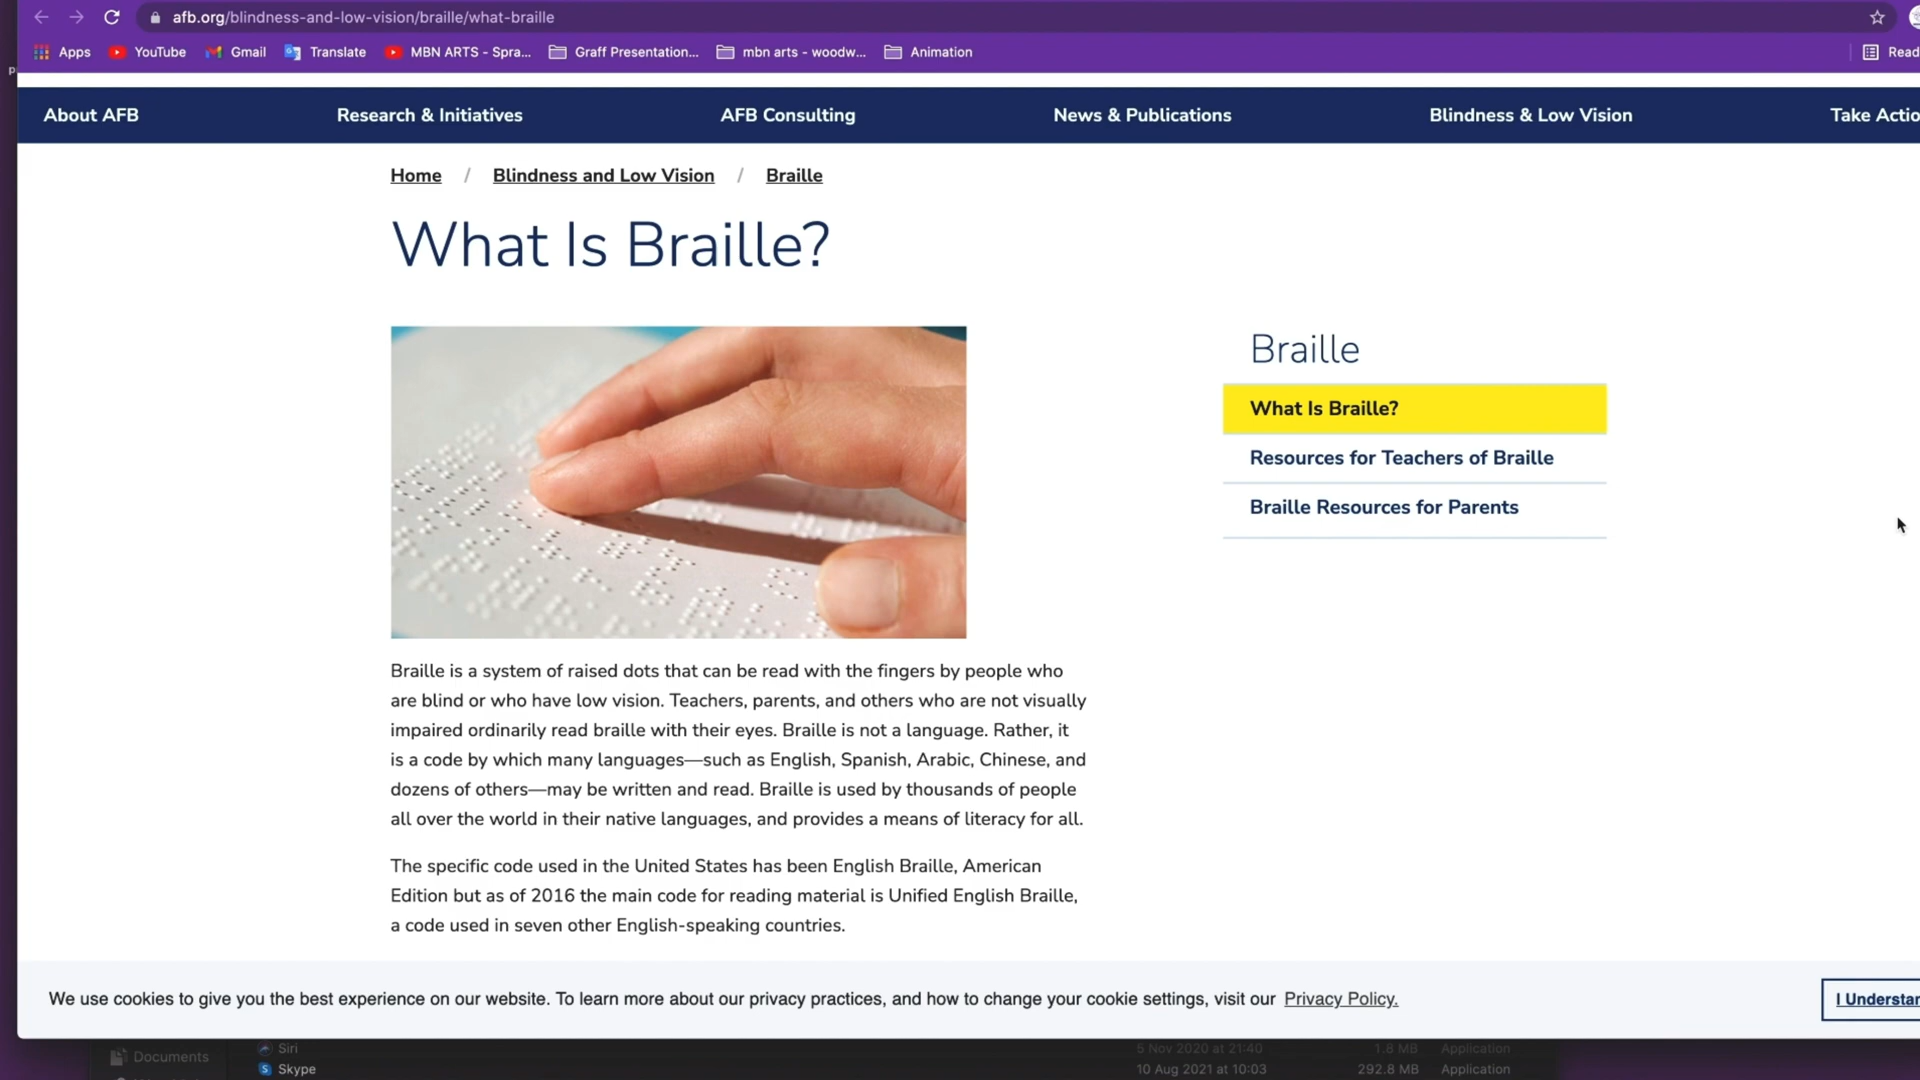 afb.org/blindness-and-low-vision/braille/what-braille
Apps YouTube Gmail Translate MBN ARTS - Spra... Graff Presentation... mbn arts - woodw... Animation
About AFB Research & Initiatives AFB Consulting News & Publications Blindness & Low Vision Take
Home / Blindness and Low Vision / Braille
What Is Braille?
Braille
What Is Braille?
Resources for Teachers of Braille
Braille Resources for Parents
Braille is a system of raised dots that can be read with the fingers by people who
are blind or who have low vision. Teachers, parents, and others who are not visually
impaired ordinarily read braille with their eyes. Braille is not a language. Rather, it
is a code by which many languages—such as English, Spanish, Arabic, Chinese, and
dozens of others—may be written and read. Braille is used by thousands of people
all over the world in their native languages, and provides a means of literacy for all.
The specific code used in the United States has been English Braille, American
Edition but as of 2016 the main code for reading material is Unified English Braille,
a code used in seven other English-speaking countries.
We use cookies to give you the best experience on our website. To learn more about our privacy practices, and how to change your cookie settings, visit our Privacy Policy.
I
Documents
Siri 5 Nov 2020 at 21:40 1.8 MB Application
Skype 10 Aug 2021 at 10:03 292.8 MB Application